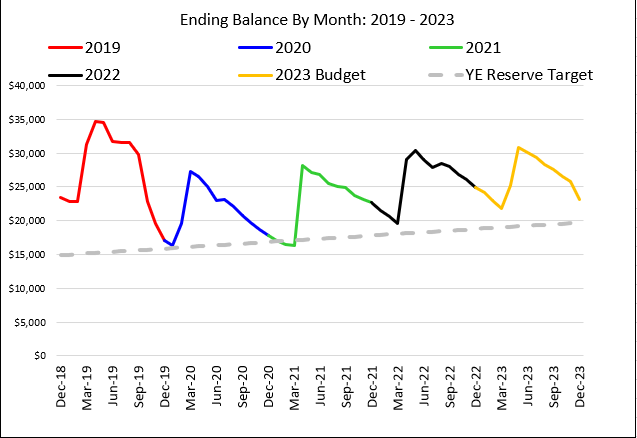 Ending Balance By Month: 2019 - 2023
2019 2020 2021
2022 2023 Budget YE Reserve Target
$40,000
$35,000
$30,000
$25,000
$20,000
$15,000
$10,000
$5,000
$0
Dec-18 Mar-19 Jun-19 Sep-19 Dec-19 Mar-20 Jun-20 Sep-20 Dec-20 Mar-21 Jun-21 Sep-21 Dec-21 Mar-22 Jun-22 Sep-22 Dec-22 Mar-23 Jun-23 Sep-23 Dec-23